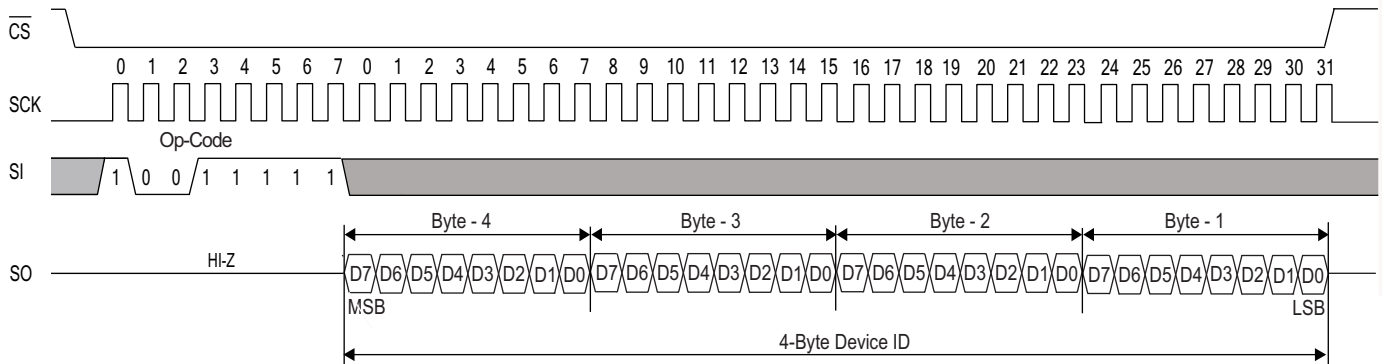 CS
0 1 2 3 4 5 6 7 0 1 2 3 4 5 6 7 8 9 10 11 12 13 14 15 16 17 18 19 20 21 22 23 24 25 26 27 28 29 30 31
SCK
Op-Code
SI 1 0 0 1 1 1 1 1
Byte - 4 Byte - 3 Byte - 2 Byte - 1
SO HI-Z D7 D6 D5 D4 D3 D2 D1 D0 D7 D6 D5 D4 D3 D2 D1 D0 D7 D6 D5 D4 D3 D2 D1 D0 D7 D6 D5 D4 D3 D2 D1 D0
MSB LSB
4-Byte Device ID